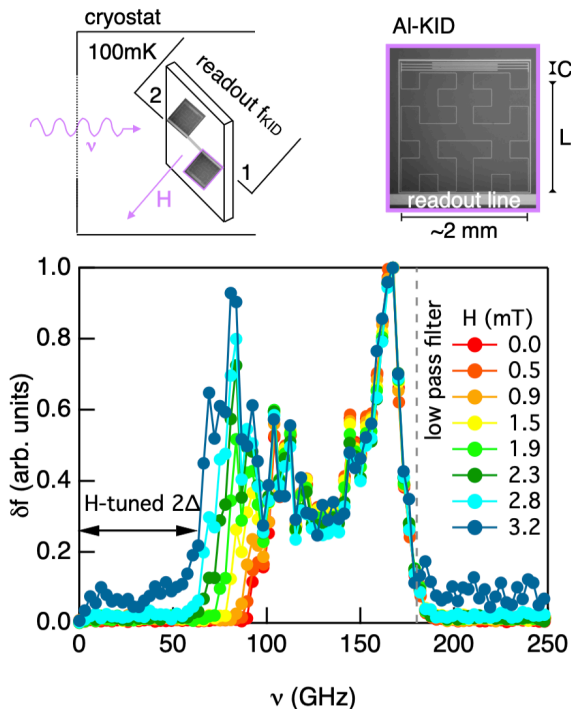 cryostat
100mK
readout fKID
2
1
ν
H
Al-KID
C
L
readout line
~2 mm
δf (arb. units)
1.0
0.8
0.6
0.4
0.2
0.0
H-tuned 2Δ
low pass filter
H (mT)
0.0
0.5
0.9
1.5
1.9
2.3
2.8
3.2
0
50
100
150
200
250
ν (GHz)